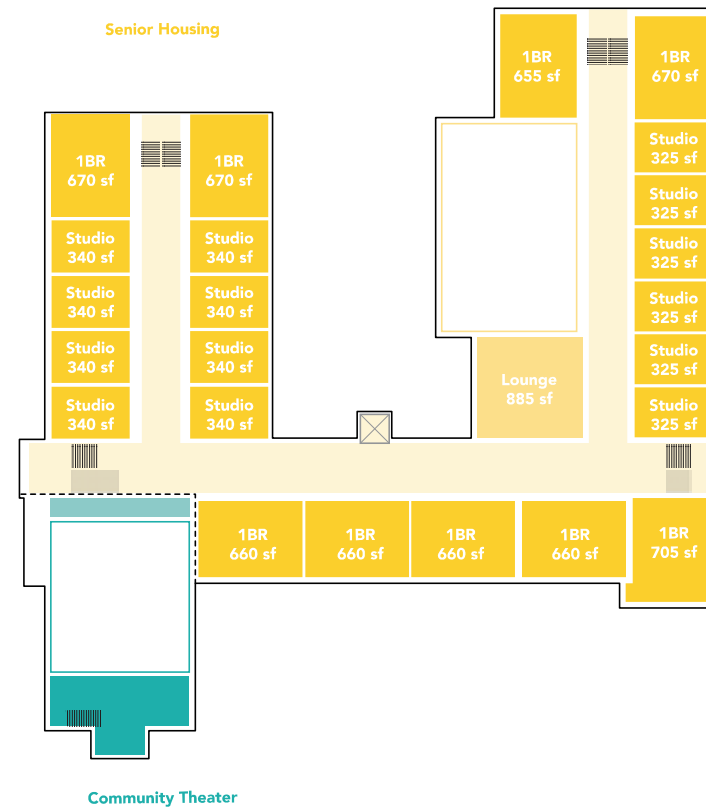 Senior Housing
1BR
655 sf
1BR
670 sf
Studio
325 sf
Studio
325 sf
Studio
325 sf
Studio
325 sf
Studio
325 sf
Studio
325 sf
1BR
670 sf
1BR
670 sf
Studio
340 sf
Studio
340 sf
Studio
340 sf
Studio
340 sf
Studio
340 sf
Studio
340 sf
Studio
340 sf
Studio
340 sf
Lounge
885 sf
1BR
660 sf
1BR
660 sf
1BR
660 sf
1BR
660 sf
1BR
705 sf
Community Theater